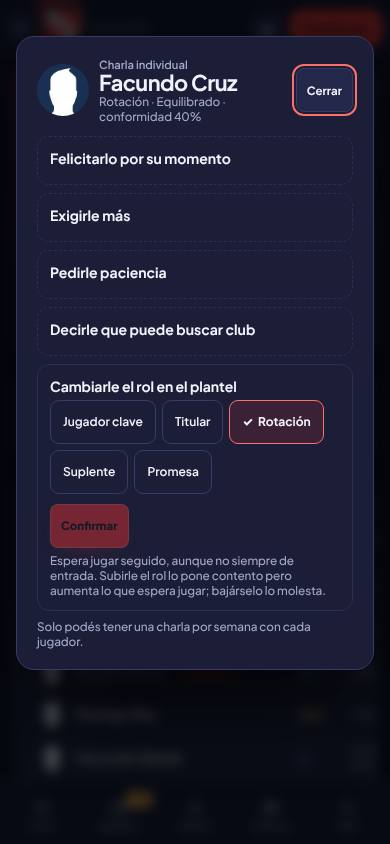 Charla individual
Facundo Cruz
Rotación · Equilibrado ·
conformidad 40%
Cerrar
Felicitarlo por su momento
Exigirle más
Pedirle paciencia
Decirle que puede buscar club
Cambiarle el rol en el plantel
Jugador clave
Titular
✓ Rotación
Suplente
Promesa
Confirmar
Espera jugar seguido, aunque no siempre de
entrada. Subirle el rol lo pone contento pero
aumenta lo que espera jugar; bajárselo lo molesta.
Solo podés tener una charla por semana con cada
jugador.